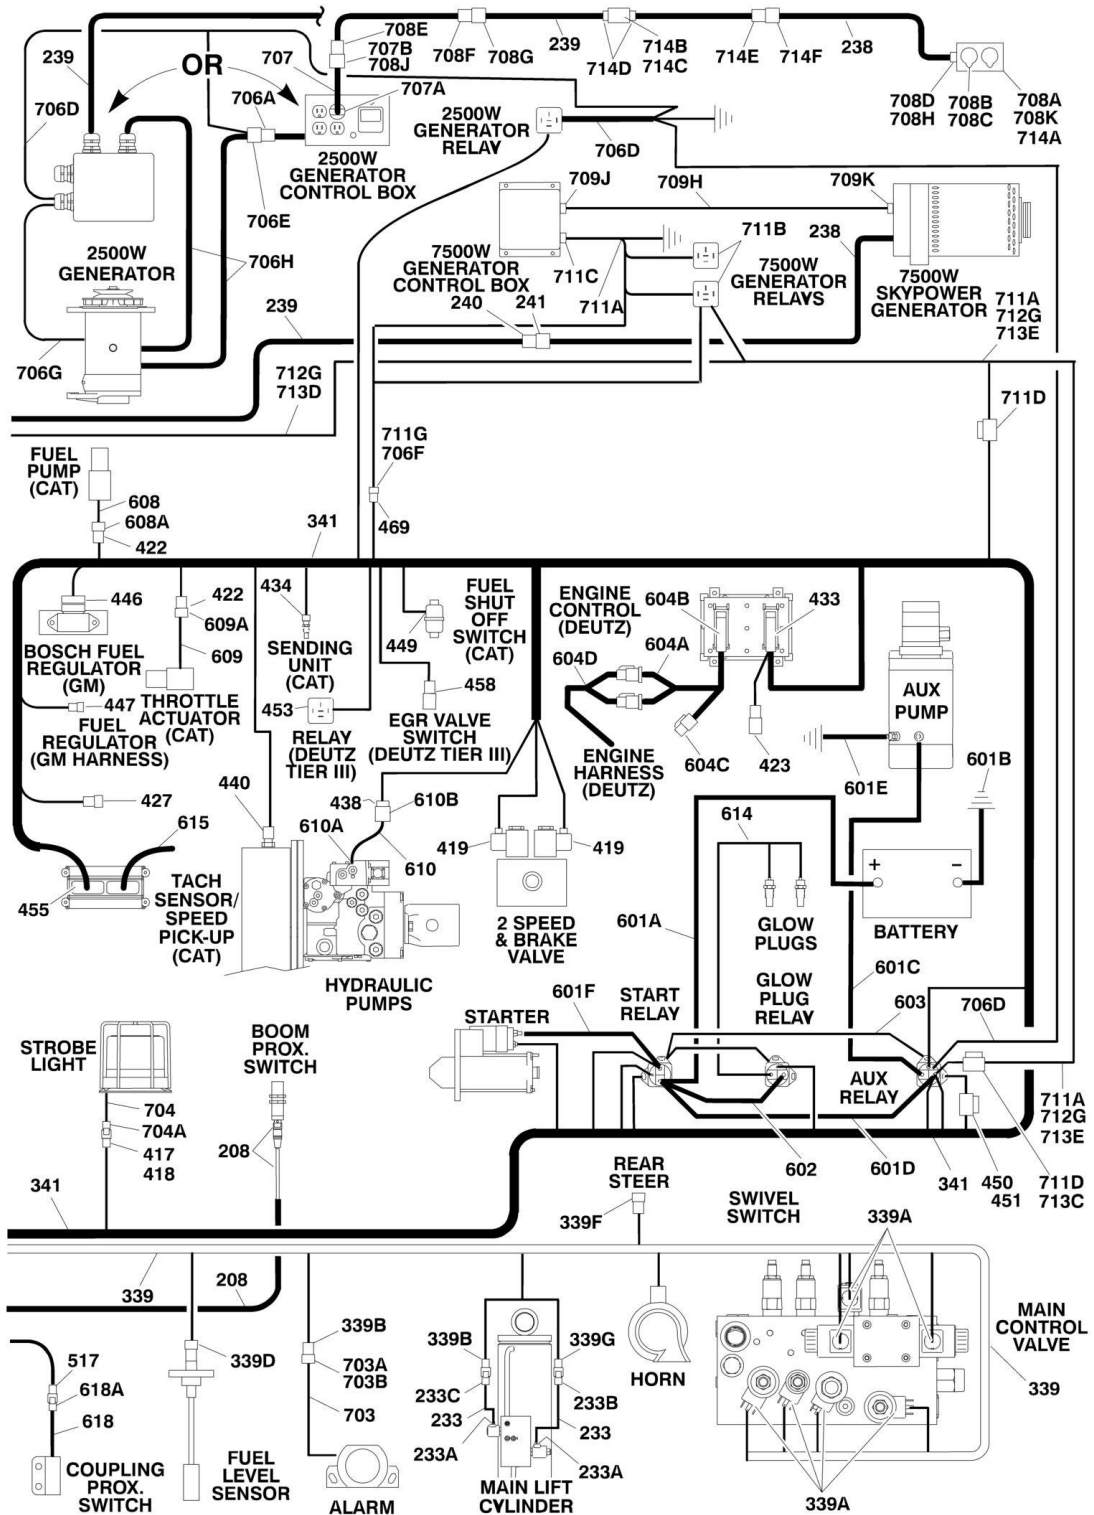 708E
707B
708J
708F
708G
239
714D
714B
714C
714E
714F
238
239
OR
707
706A
707A
706D
2500W
GENERATOR
RELAY
706D
708D
708H
708B
708C
708A
708K
714A
2500W
GENERATOR
CONTROL BOX
706E
709J
709H
709K
2500W
GENERATOR
706H
7500W
GENERATOR
CONTROL BOX
711C
711A
711B
7500W
GENERATOR
RELAYS
238
7500W
SKYPOWER
GENERATOR
711A
712G
713E
240
241
239
706G
712G
713D
711D
711G
706F
469
FUEL
PUMP
(CAT)
608
608A
422
341
446
BOSCH FUEL
REGULATOR
(GM)
422
609A
609
434
SENDING
UNIT
(CAT)
449
FUEL
SHUT
OFF
SWITCH
(CAT)
ENGINE
CONTROL
(DEUTZ)
604B
433
604A
604D
447
FUEL
REGULATOR
(GM HARNESS)
THROTTLE
ACTUATOR
(CAT)
453
RELAY
(DEUTZ
TIER III)
458
EGR VALVE
SWITCH
(DEUTZ TIER III)
ENGINE
HARNESS
(DEUTZ)
604C
423
AUX
PUMP
601E
601B
427
440
438
610B
610A
610
419
419
614
615
455
TACH
SENSOR/
SPEED
PICK-UP
(CAT)
HYDRAULIC
PUMPS
2 SPEED
& BRAKE
VALVE
601A
GLOW
PLUGS
+
-
BATTERY
601C
601F
START
RELAY
GLOW
PLUG
RELAY
603
706D
STARTER
STROBE
LIGHT
BOOM
PROX.
SWITCH
AUX
RELAY
711A
712G
713E
704
704A
417
418
208
602
601D
341
450
451
711D
713C
341
REAR
STEER
339F
SWIVEL
SWITCH
339A
339
208
MAIN
CONTROL
VALVE
339
517
618A
618
339D
339B
703A
703B
703
339B
339G
233C
233
233A
233B
233
233A
HORN
COUPLING
PROX.
SWITCH
FUEL
LEVEL
SENSOR
ALARM
MAIN LIFT
CYLINDER
339A